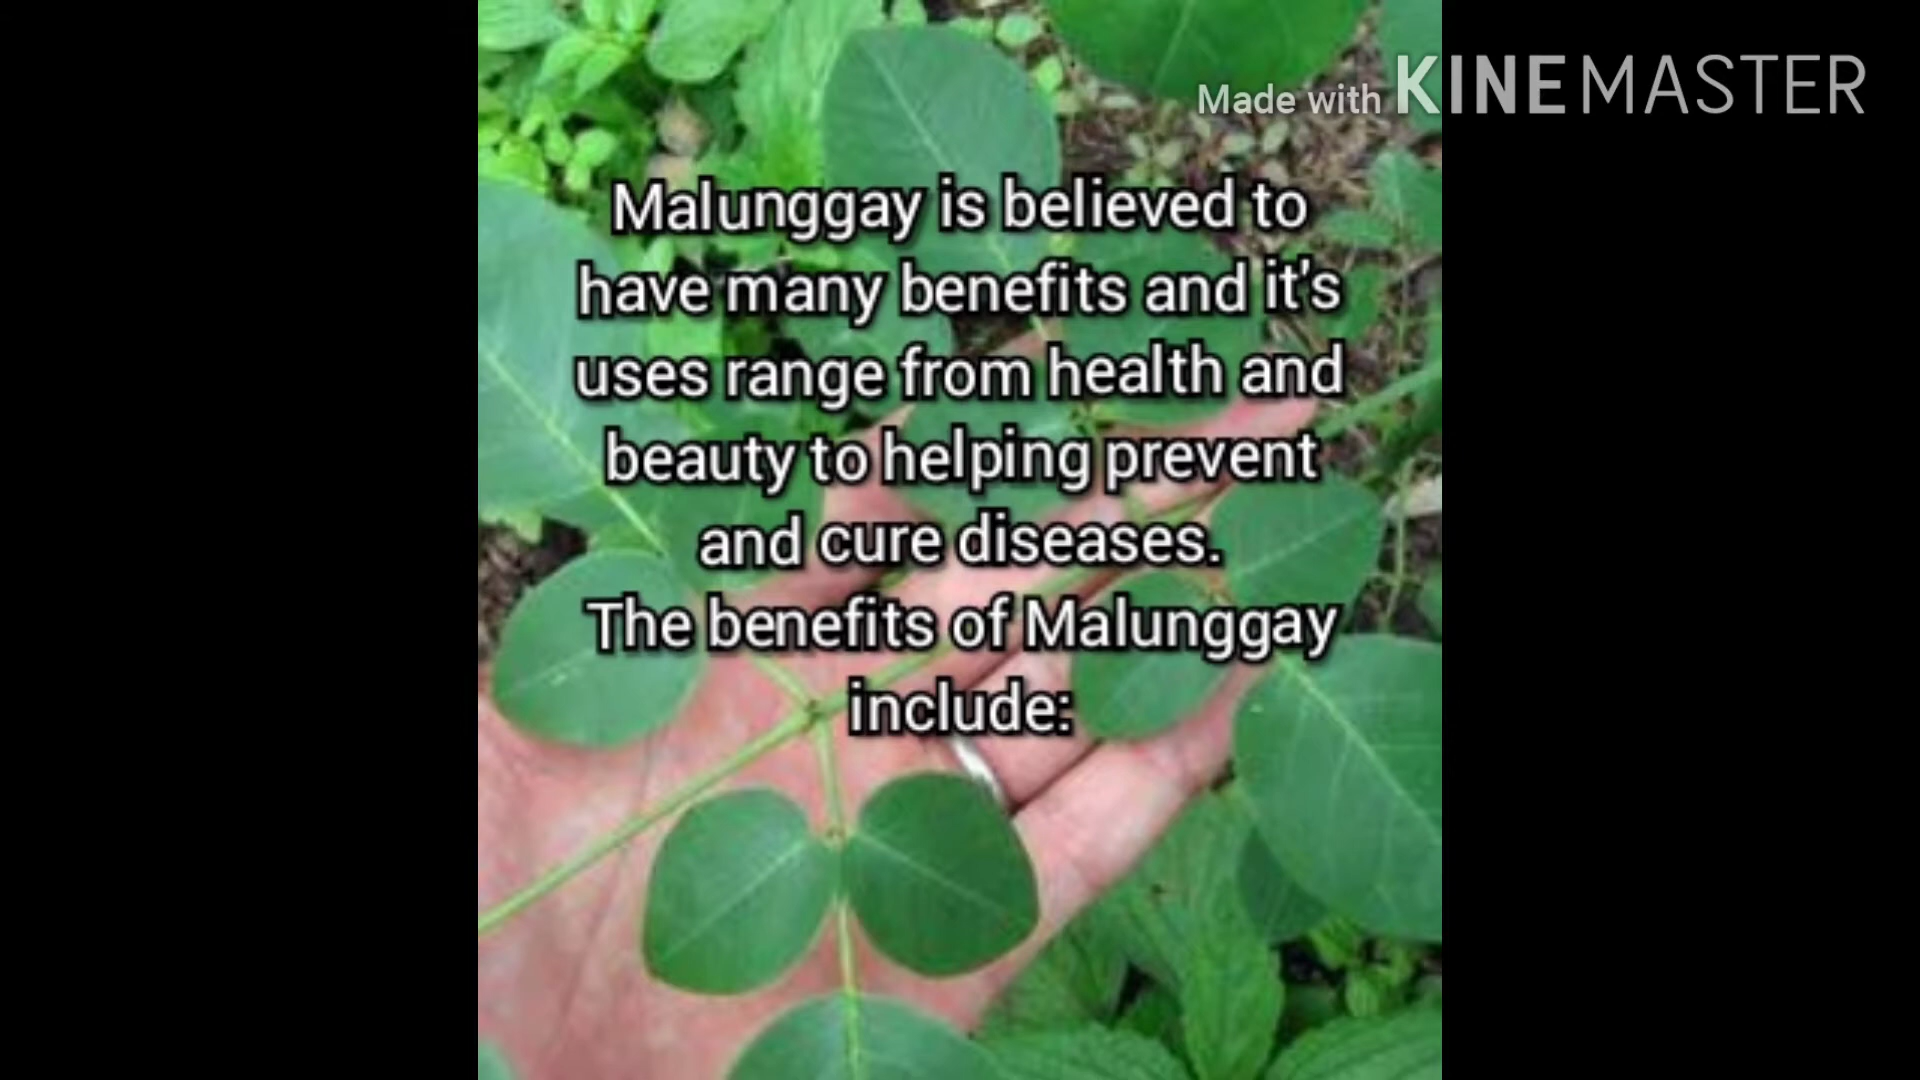 Made with KINEMASTER
Malunggay is believed to
have many benefits and it's
uses range from health and
beauty to helping prevent
and cure diseases.
The benefits of Malunggay
include: